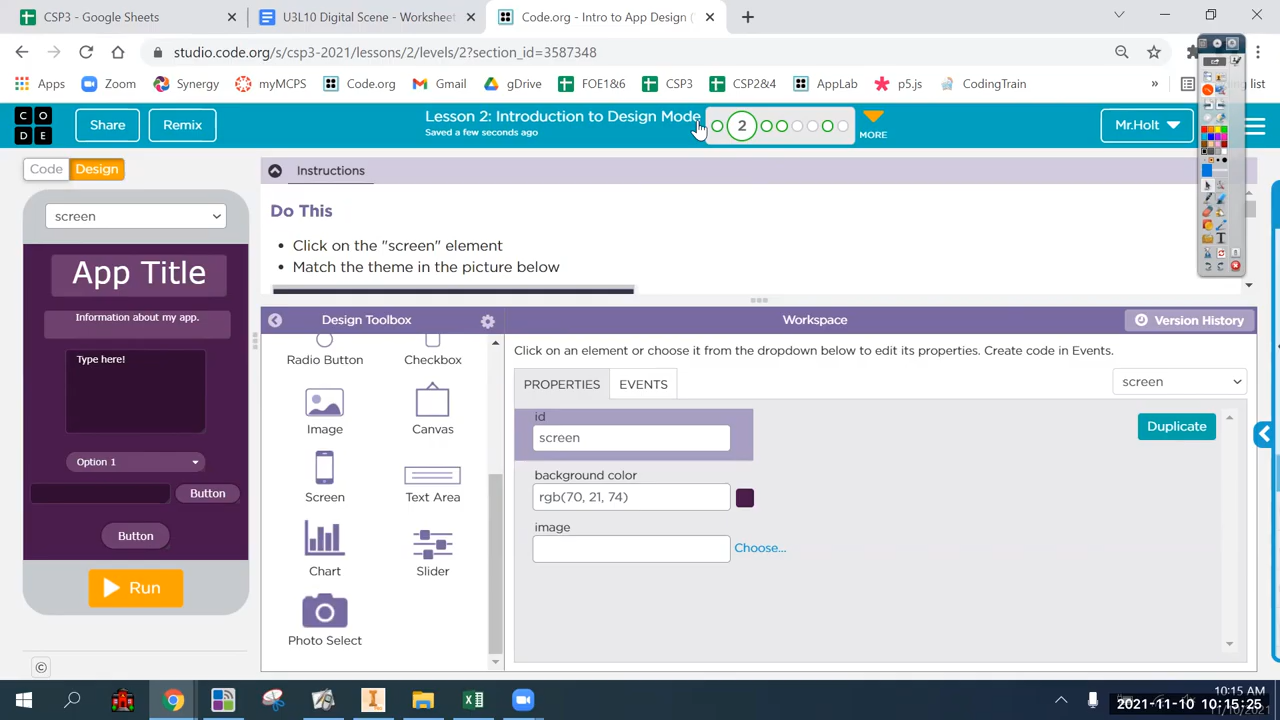 CSP3 - Google Sheets
U3L10 Digital Scene - Worksheet
Code.org - Intro to App Design (
studio.code.org/s/csp3-2021/lessons/2/levels/2?section_id=3587348
Apps
Zoom
Synergy
myMCPS
Code.org
Gmail
gDrive
FOE1&6
CSP3
CSP2&4
AppLab
p5.js
CodingTrain
CO
DE
Share
Remix
Lesson 2: Introduction to Design Mode
Saved a few seconds ago
2
MORE
Mr.Holt
Code
Design
Instructions
screen
Do This
• Click on the "screen" element
• Match the theme in the picture below
App Title
Information about my app.
Type here!
Option 1
Button
Button
Run
Design Toolbox
Workspace
Version History
Radio Button
Checkbox
Image
Canvas
Screen
Text Area
Chart
Slider
Photo Select
Click on an element or choose it from the dropdown below to edit its properties. Create code in Events.
PROPERTIES
EVENTS
screen
id
screen
Duplicate
background color
rgb(70, 21, 74)
image
Choose...
©
10:15 AM
2021-11-10 10:15:25